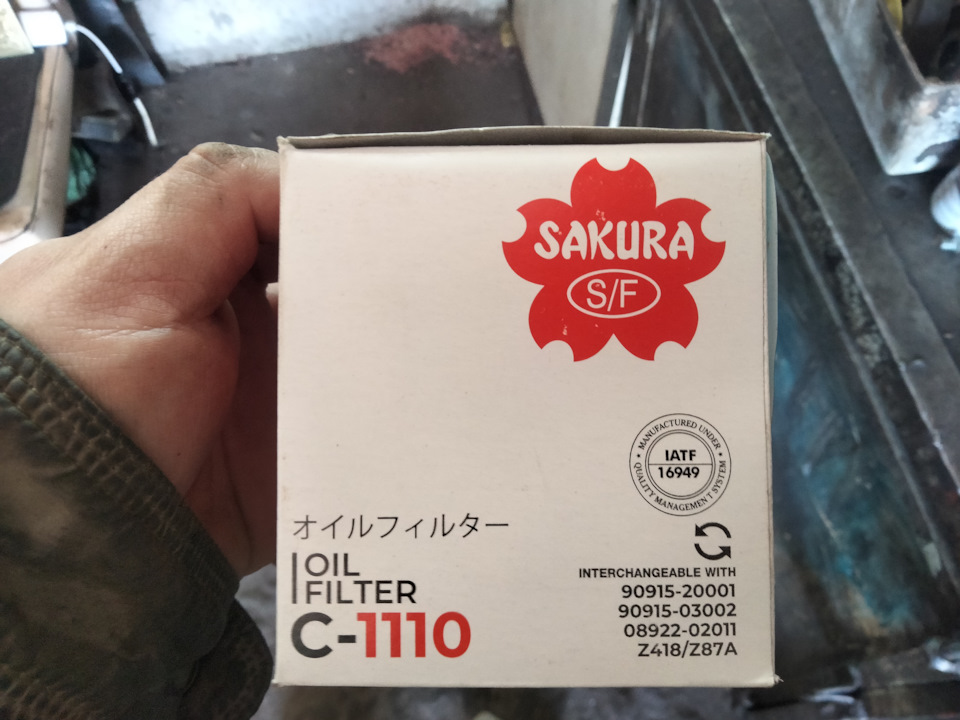 SAKURA
S/F
MANUFACTURED UNDER
IATF
16949
QUALITY MANAGEMENT SYSTEM
オイルフィルター
OIL
FILTER
C-1110
INTERCHANGEABLE WITH
90915-20001
90915-03002
08922-02011
Z418/Z87A